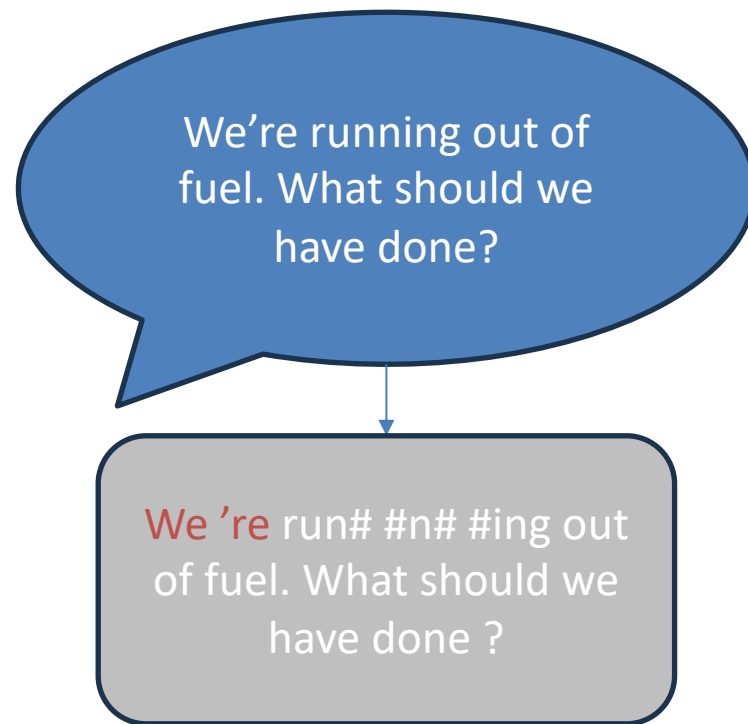 We’re running out of
fuel. What should we
have done?
We ’re run# #n# #ing out
of fuel. What should we
have done ?